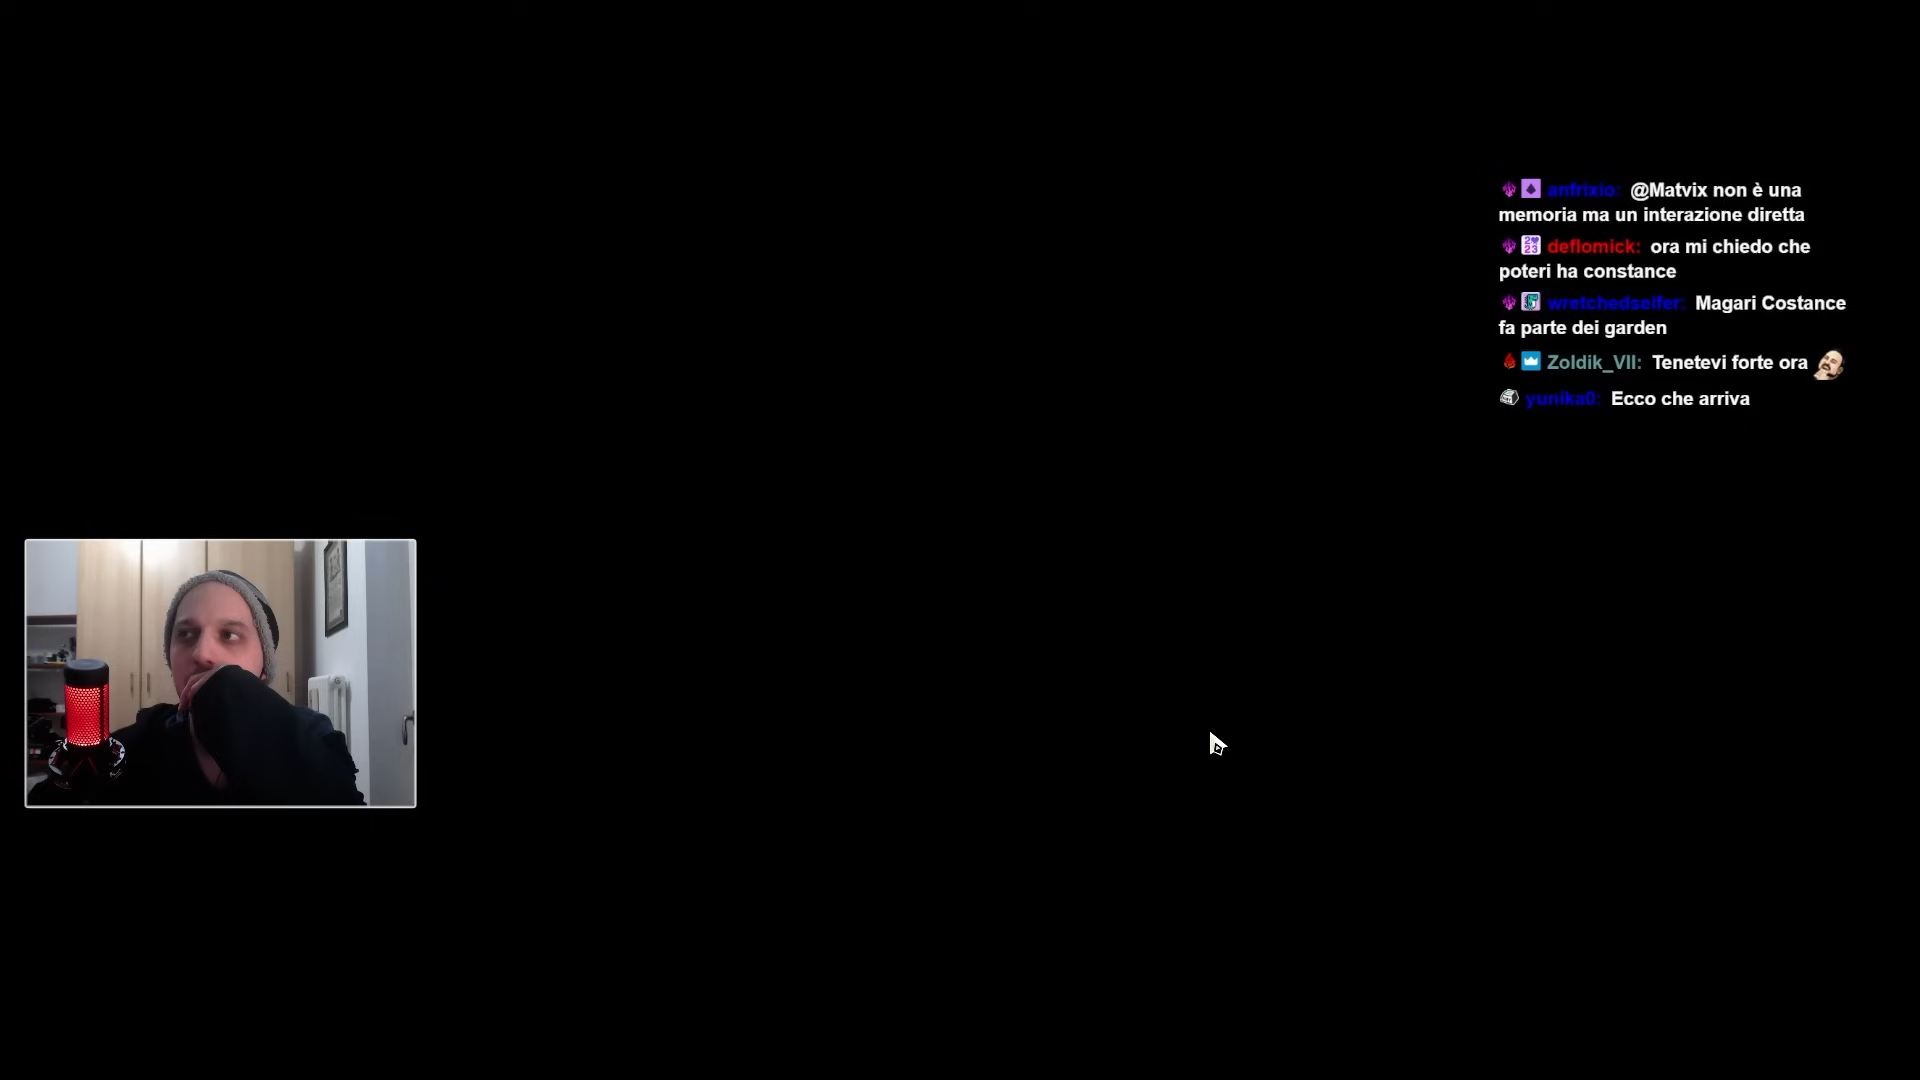 anfrixio: @Matvix non è una
memoria ma un interazione diretta
deflomick: ora mi chiedo che
poteri ha constance
wretchedseifer: Magari Costance
fa parte dei garden
Zoldik_VII: Tenetevi forte ora
yunika0: Ecco che arriva